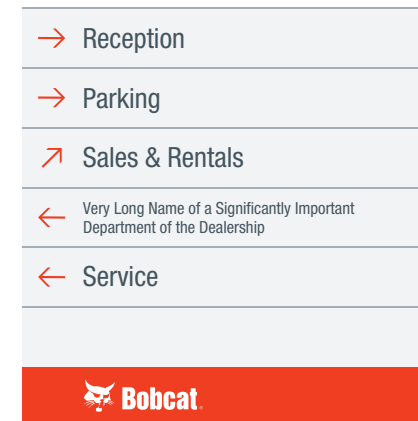 Reception
Parking
Sales & Rentals
Very Long Name of a Significantly Important
Department of the Dealership
Service
Bobcat